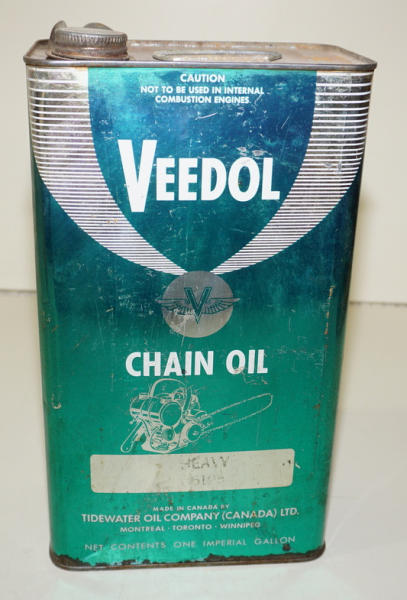 CAUTION
NOT TO BE USED IN INTERNAL
COMBUSTION ENGINES
VEEDOL
V
CHAIN OIL
HEAVY
MADE IN CANADA BY
TIDEWATER OIL COMPANY (CANADA) LTD.
MONTREAL - TORONTO - WINNIPEG
NET CONTENTS ONE IMPERIAL GALLON